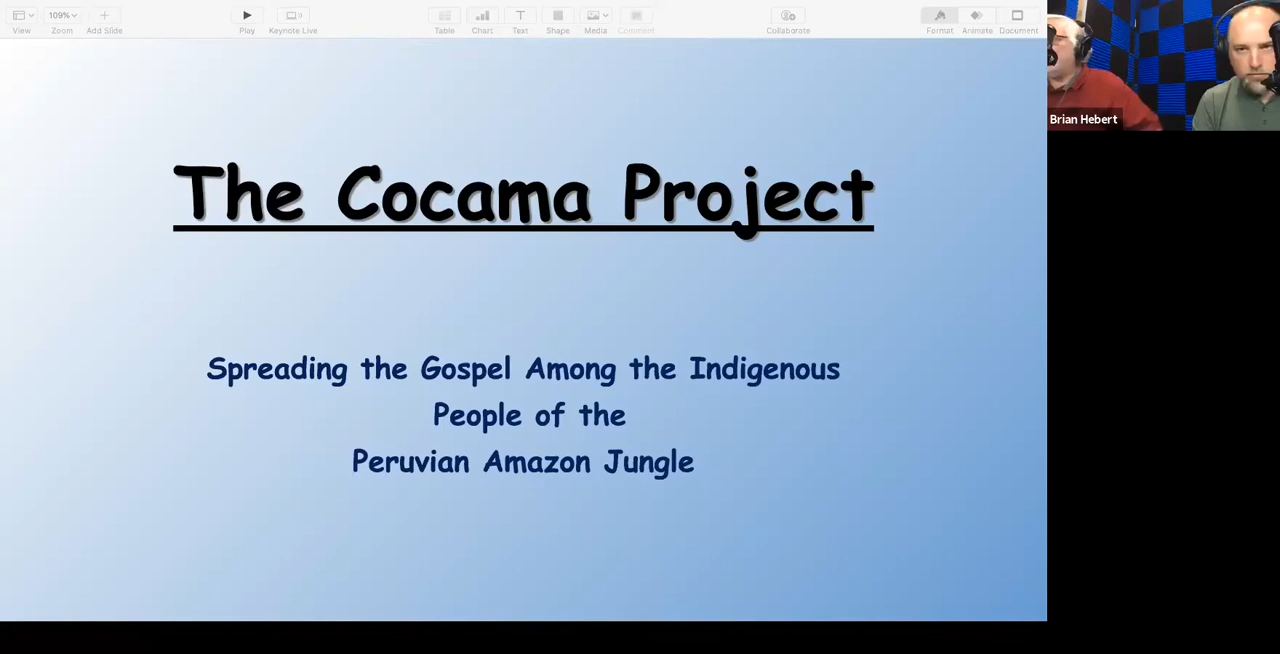 109%
View
Zoom
Add Slide
Play
Keynote Live
Table
Chart
Text
Shape
Media
Comment
Collaborate
Format
Animate
Document
Brian Hebert
The Cocama Project
Spreading the Gospel Among the Indigenous
People of the
Peruvian Amazon Jungle